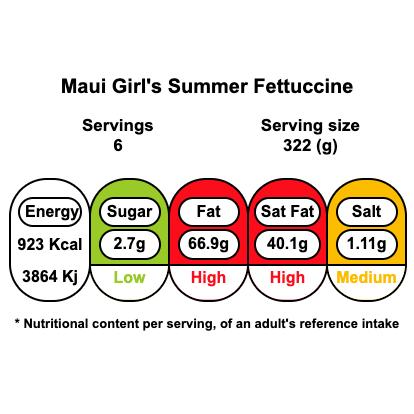 Maui Girl's Summer Fettuccine
Servings Serving size
6 322 (g)
Energy Sugar Fat Sat Fat Salt
923 Kcal 2.7g 66.9g 40.1g 1.11g
3864 Kj Low High High Medium
* Nutritional content per serving, of an adult's reference intake